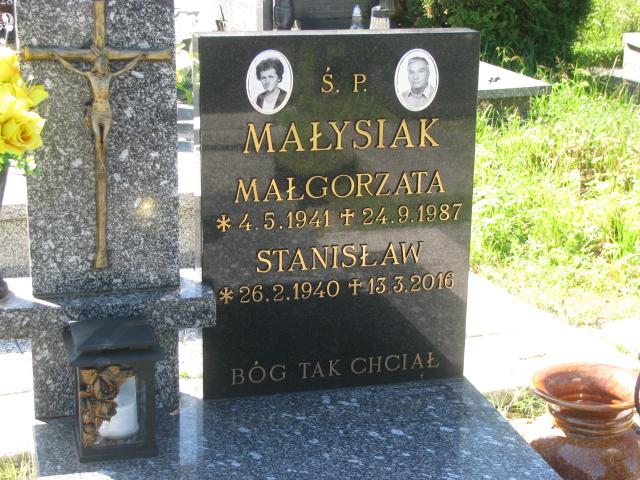 Ś. P.
MAŁYSIAK
MAŁGORZATA
* 4.5.1941 ✝ 24.9.1987
STANISŁAW
* 26.2.1940 ✝ 13.3.2016
BÓG TAK CHCIAŁ